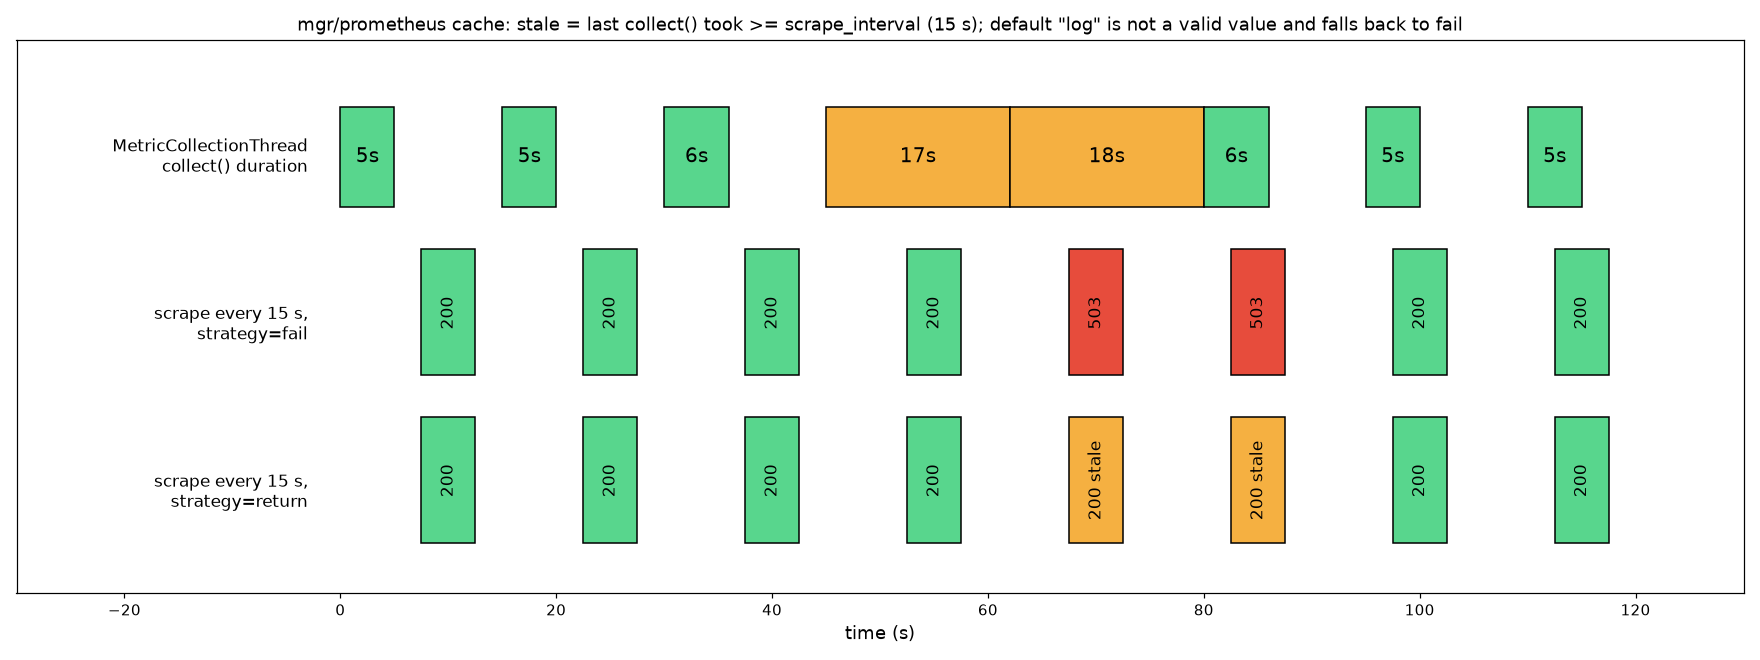 mgr/prometheus cache: stale = last collect() took >= scrape_interval (15 s); default "log" is not a valid value and falls back to fail
MetricCollectionThread
collect() duration
5s
5s
6s
17s
18s
6s
5s
5s
scrape every 15 s,
strategy=fail
200
200
200
200
503
503
200
200
scrape every 15 s,
strategy=return
200
200
200
200
200 stale
200 stale
200
200
−20
0
20
40
60
80
100
120
time (s)